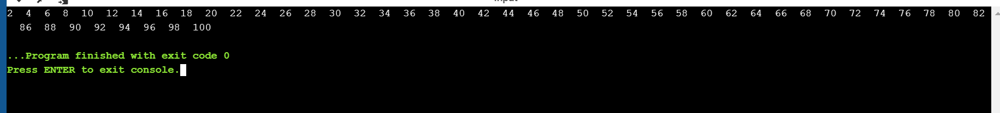 2 4 6 8 10 12 14 16 18 20 22 24 26 28 30 32 34 36 38 40 42 44 46 48 50 52 54 56 58 60 62 64 66 68 70 72 74 76 78 80 82
86 88 90 92 94 96 98 100
...Program finished with exit code 0
Press ENTER to exit console.